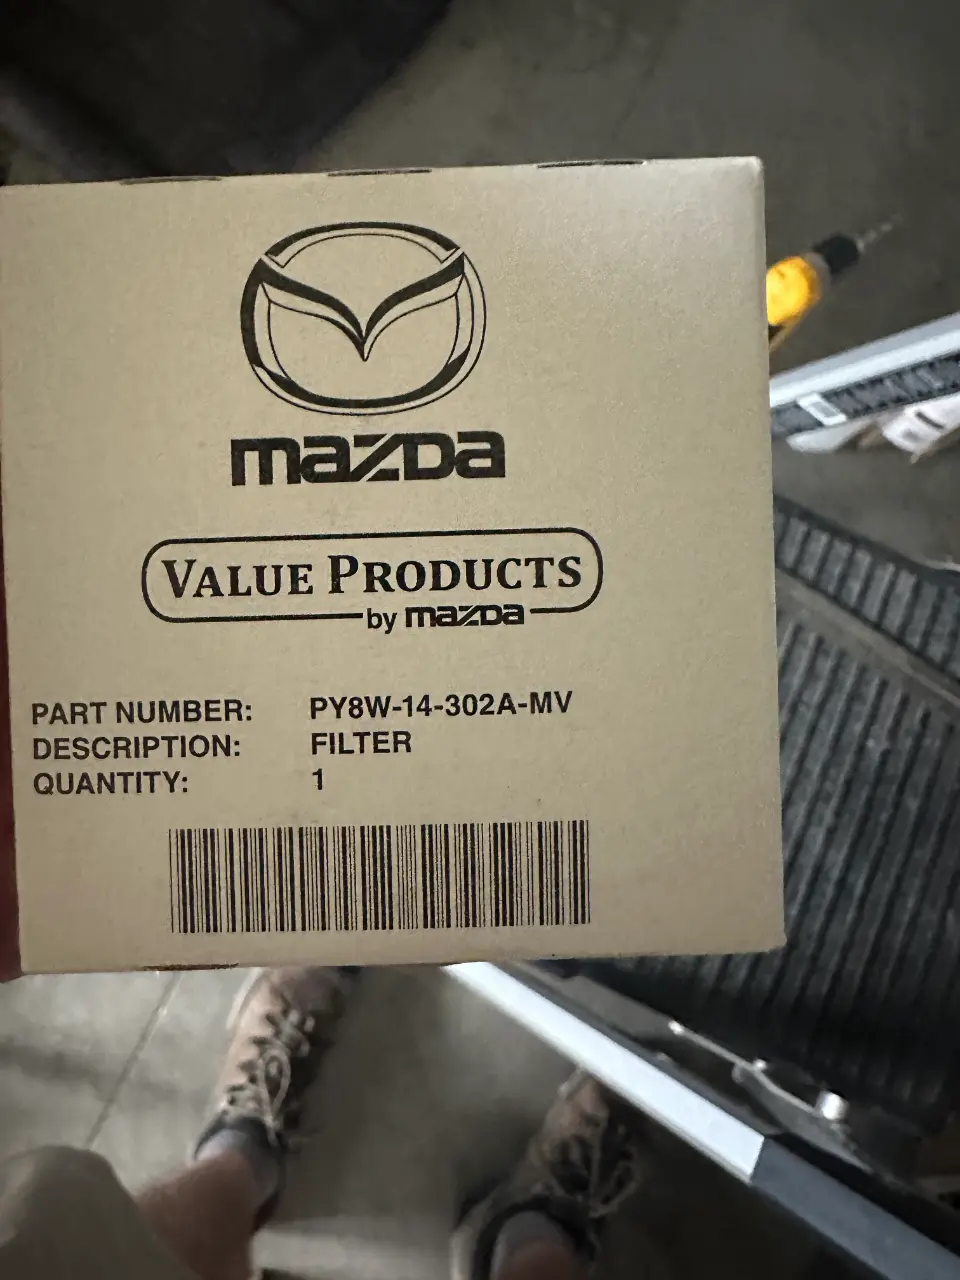 mazda
VALUE PRODUCTS
by mazda
PART NUMBER: PY8W-14-302A-MV
DESCRIPTION: FILTER
QUANTITY: 1